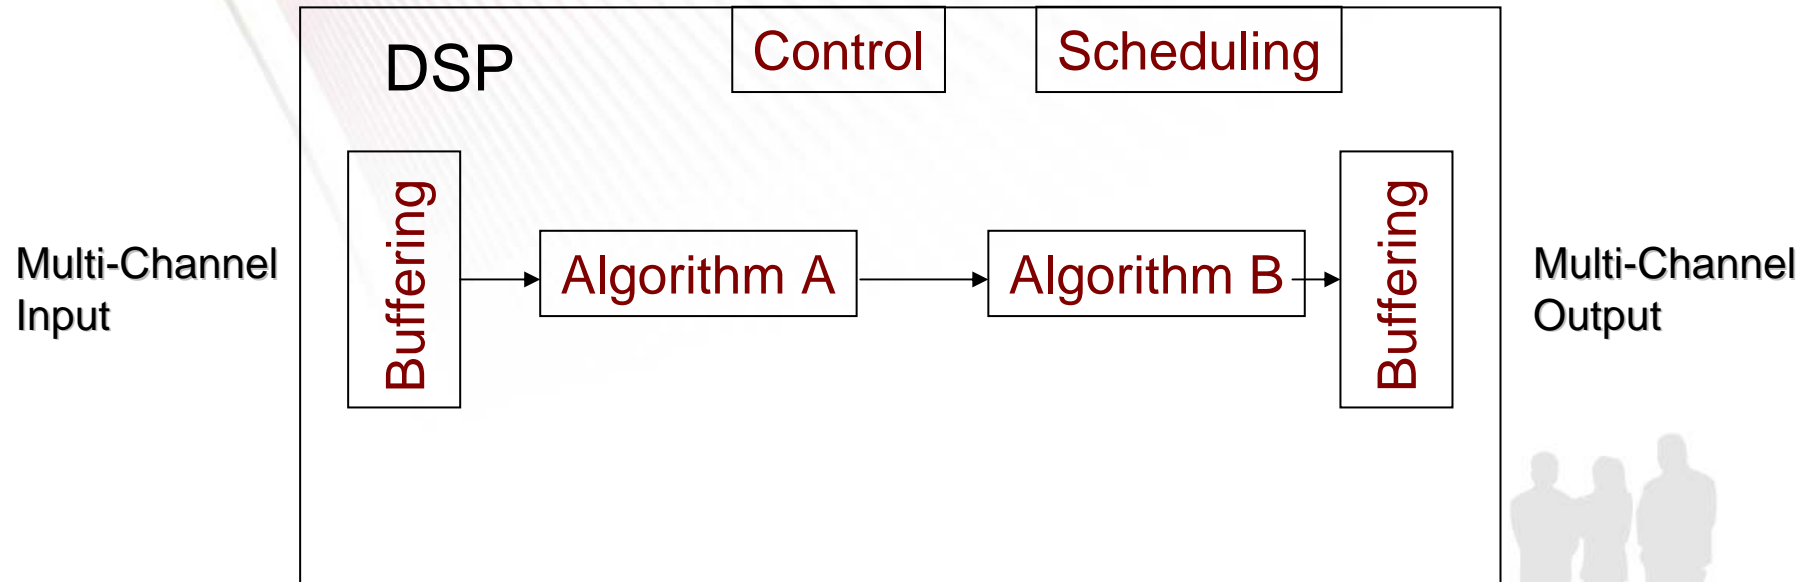 DSP
Control
Scheduling
Multi-Channel
Input
Buffering
Algorithm A
Algorithm B
Buffering
Multi-Channel
Output